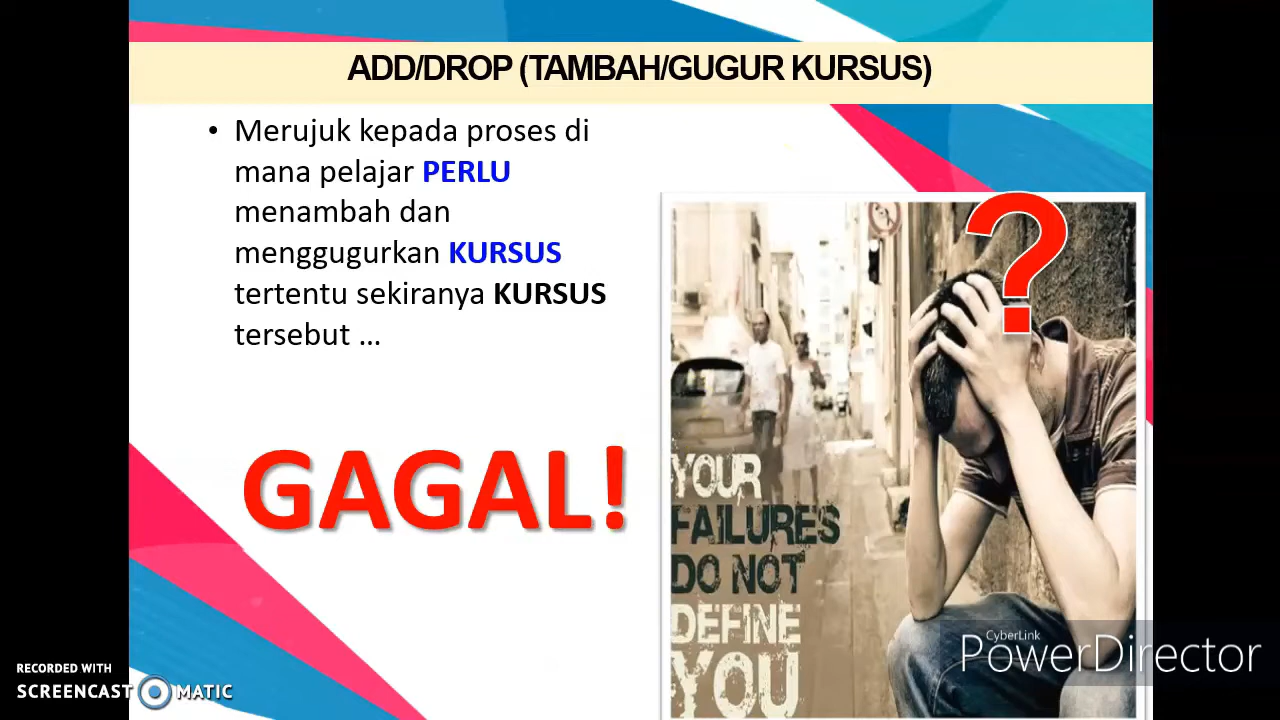 ADD/DROP (TAMBAH/GUGUR KURSUS)
• Merujuk kepada proses di
mana pelajar PERLU
menambah dan
menggugurkan KURSUS
tertentu sekiranya KURSUS
tersebut ...
GAGAL!
?
YOUR
FAILURES
DO NOT
DEFINE
YOU
CyberLink
PowerDirector
RECORDED WITH
SCREENCAST MATIC